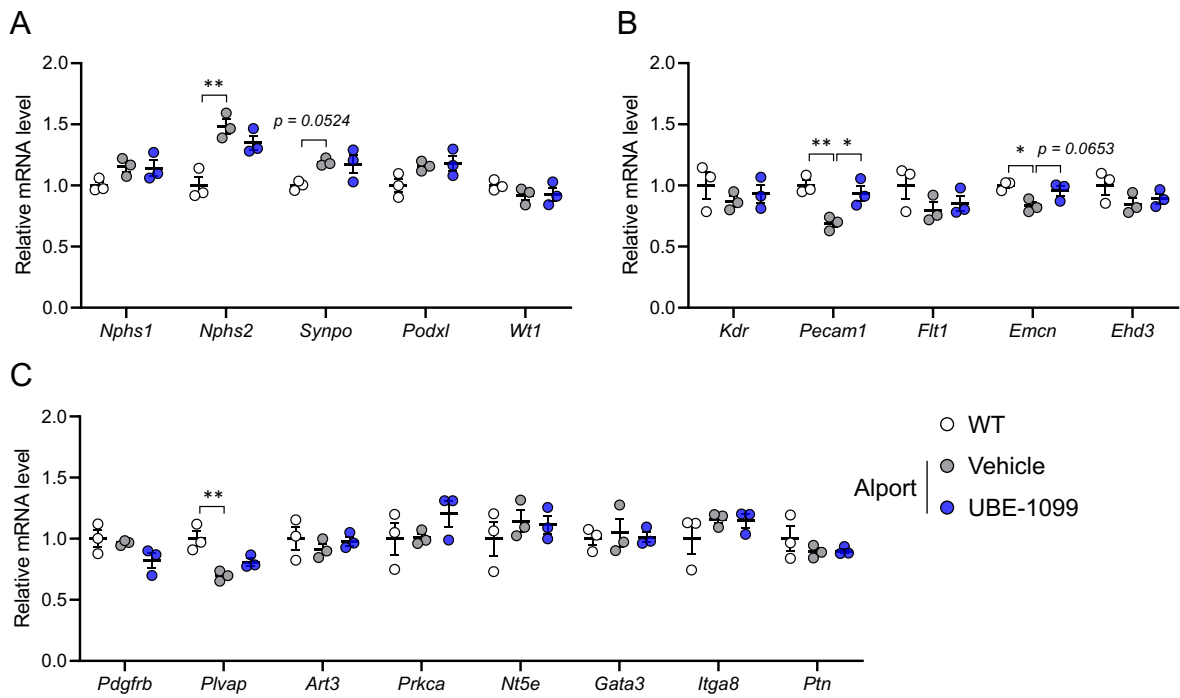 A
Relative mRNA level
2.0
1.5
1.0
0.5
0.0
**
p = 0.0524
Nphs1 Nphs2 Synpo Podxl Wt1
B
Relative mRNA level
2.0
1.5
1.0
0.5
0.0
** *
* p = 0.0653
Kdr Pecam1 Flt1 Emcn Ehd3
C
Relative mRNA level
2.0
1.5
1.0
0.5
0.0
**
Pdgfrb Plvap Art3 Prkca Nt5e Gata3 Itga8 Ptn
WT
Alport
Vehicle
UBE-1099